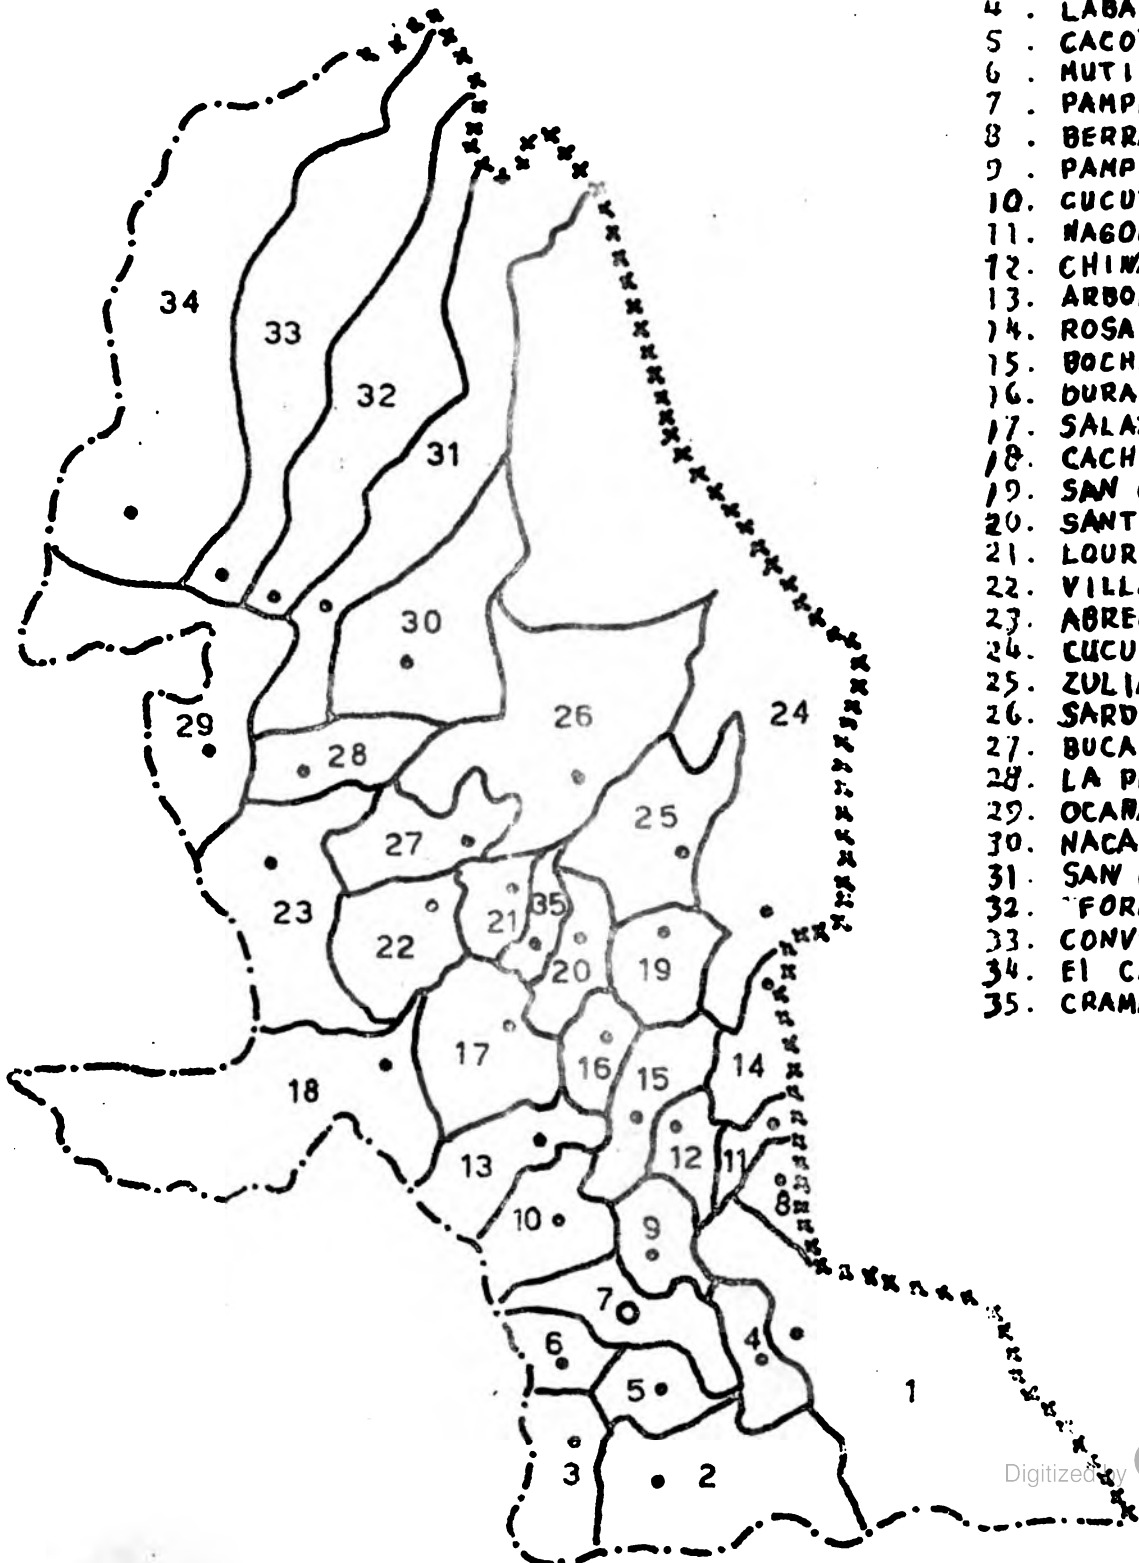 4 . LABA
5 . CACO
6 . MUTI
7 . PAMP
8 . BERR
9 . PAMP
10. CUCU
11. RAGO
12. CHINA
13. ARBO
14. ROSA
15. BOCH
16. DURA
17. SALA
18. CACH
19. SAN
20. SANT
21. LOUR
22. VILL
23. ABRE
24. CUCU
25. ZULIA
26. SARD
27. BUCA
28. LA P
29. OCAÑA
30. NACA
31. SAN
32. FOR
33. CONV
34. El C
35. CRAM
34
33
32
31
30
29
28
26
24
25
27
23
22
21
35
20
19
18
17
16
15
14
13
12
11
10
9
8
7
6
5
4
3
2
1
Digitized by